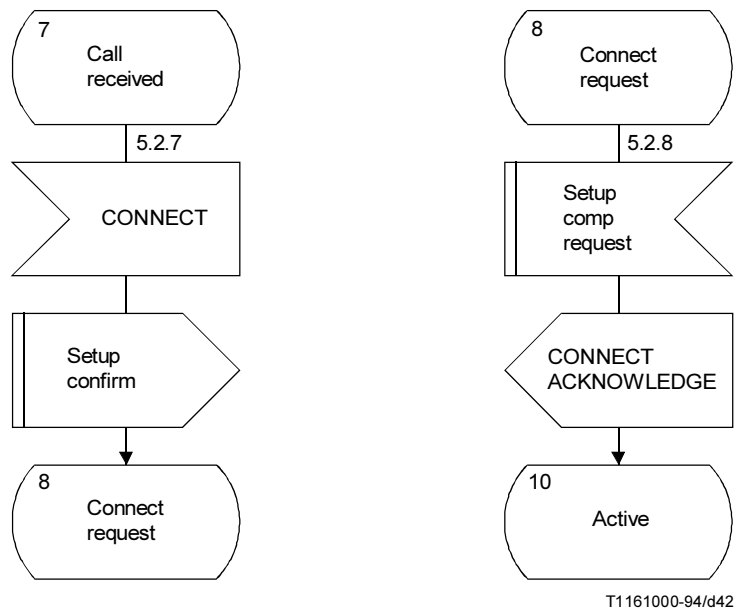 7
Call
received
5.2.7
CONNECT
Setup
confirm
8
Connect
request
8
Connect
request
5.2.8
Setup
comp
request
CONNECT
ACKNOWLEDGE
10
Active
T1161000-94/d42